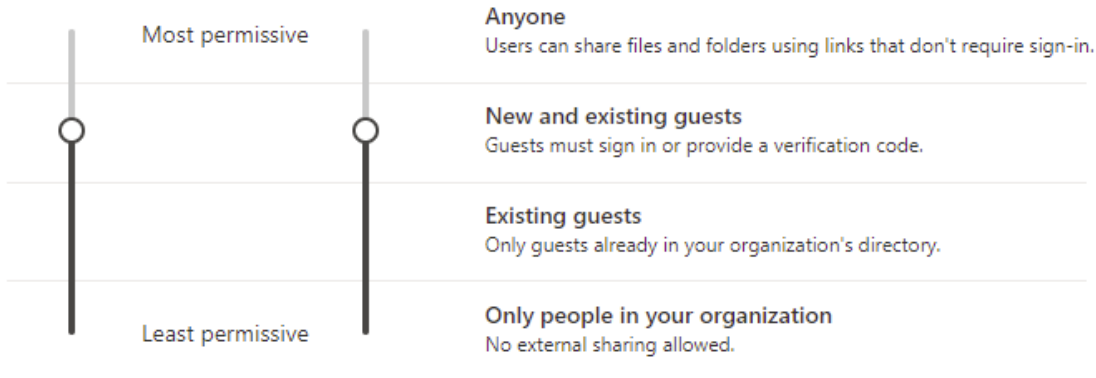 Most permissive
Anyone
Users can share files and folders using links that don't require sign-in.
New and existing guests
Guests must sign in or provide a verification code.
Existing guests
Only guests already in your organization's directory.
Least permissive
Only people in your organization
No external sharing allowed.